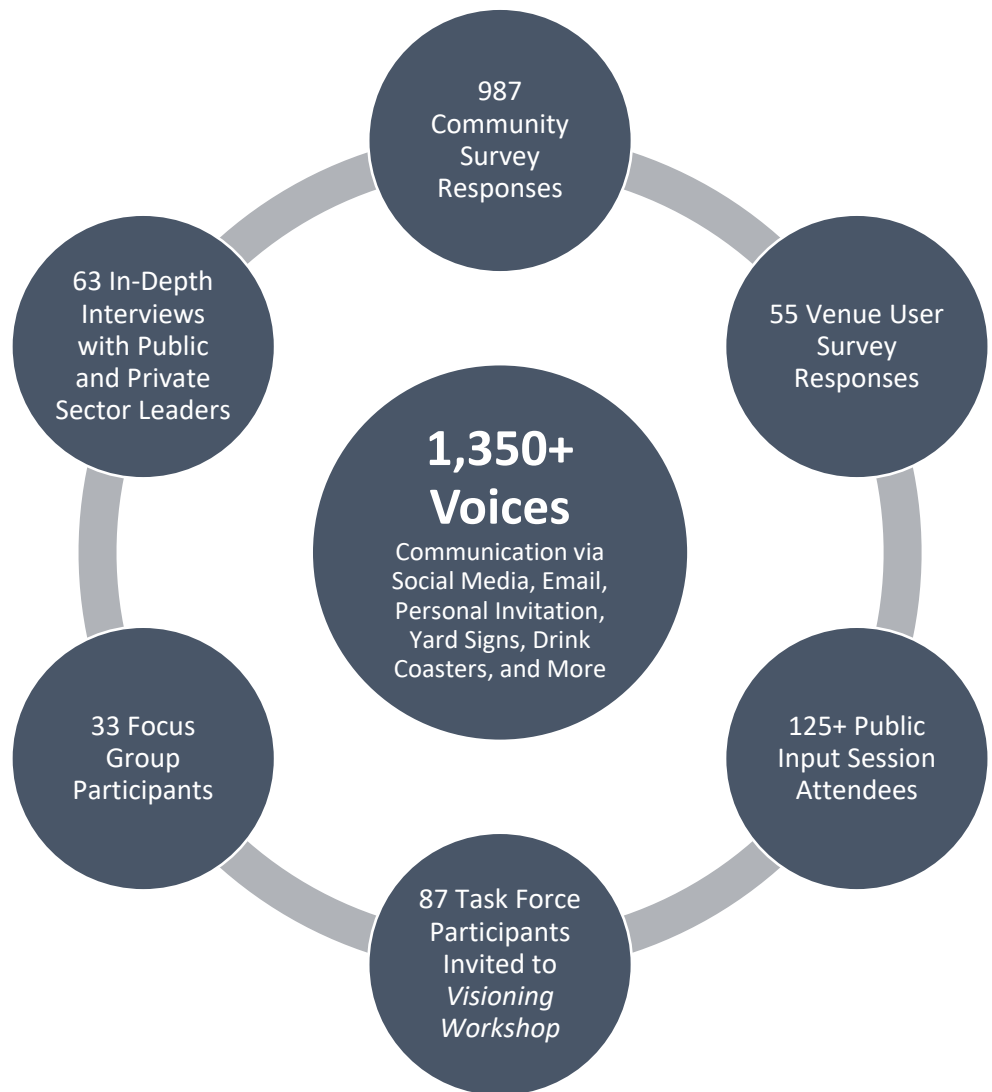 987
Community
Survey
Responses
55 Venue User
Survey
Responses
125+ Public
Input Session
Attendees
87 Task Force
Participants
Invited to
Visioning
Workshop
33 Focus
Group
Participants
63 In-Depth
Interviews
with Public
and Private
Sector Leaders
1,350+
Voices
Communication via
Social Media, Email,
Personal Invitation,
Yard Signs, Drink
Coasters, and More